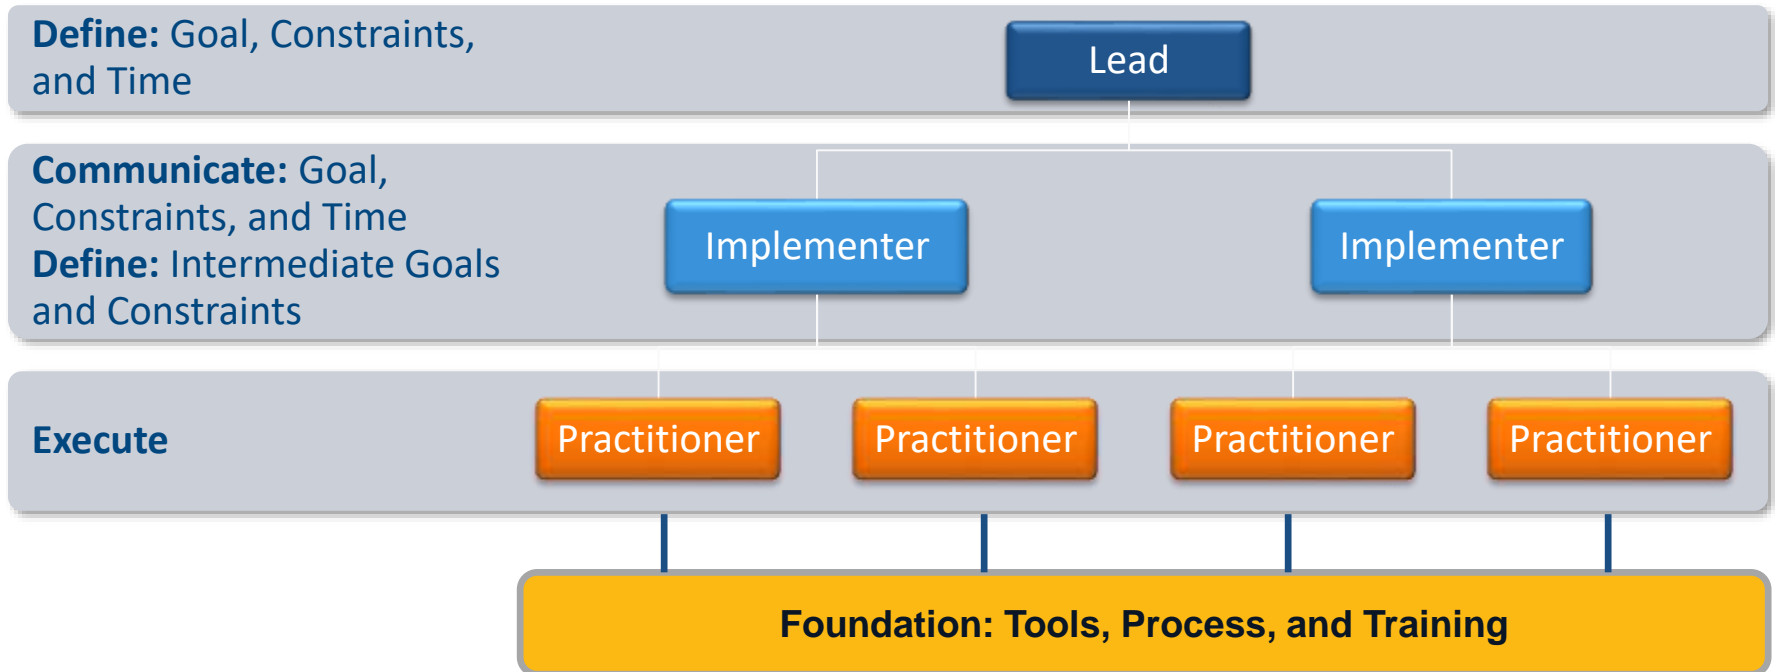 Define: Goal, Constraints,
and Time
Lead
Communicate: Goal,
Constraints, and Time
Define: Intermediate Goals
and Constraints
Implementer
Implementer
Execute
Practitioner
Practitioner
Practitioner
Practitioner
Foundation: Tools, Process, and Training